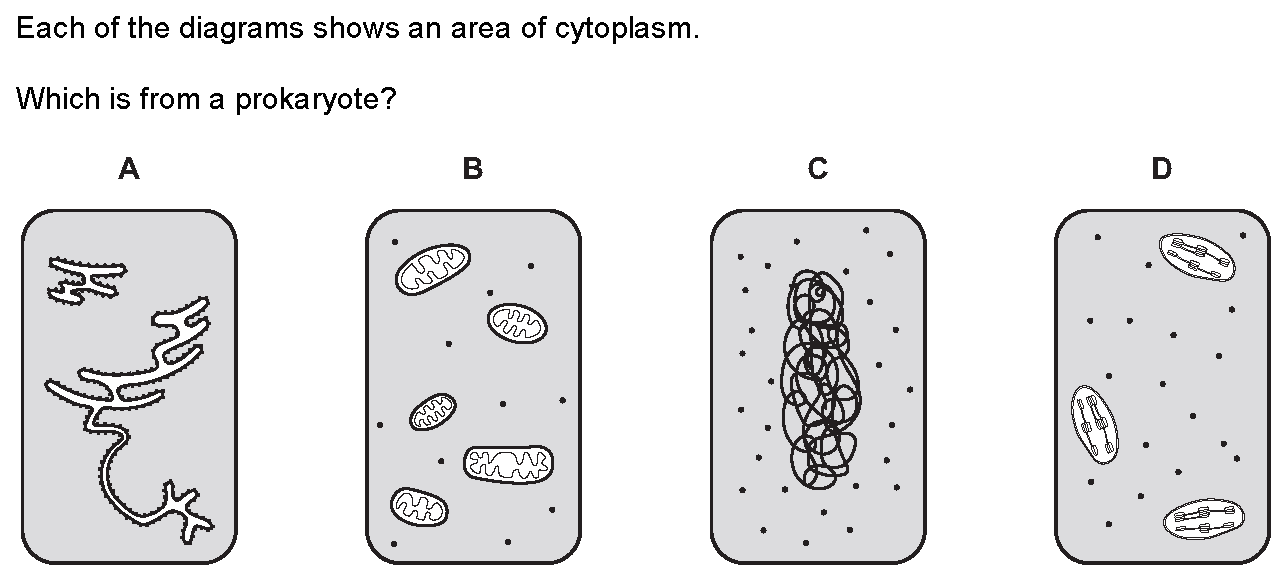 Each of the diagrams shows an area of cytoplasm.
Which is from a prokaryote?
A B C D